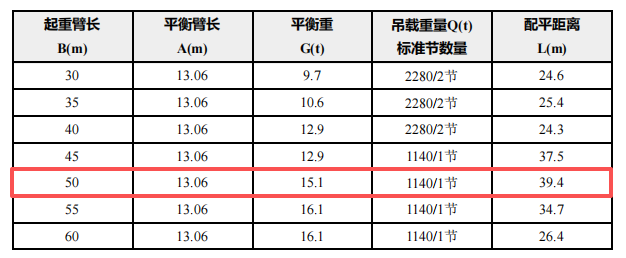 起重臂长 平衡臂长 平衡重 吊载重量Q(t) 配平距离
B(m) A(m) G(t) 标准节数量 L(m)
30 13.06 9.7 2280/2节 24.6
35 13.06 10.6 2280/2节 25.4
40 13.06 12.9 2280/2节 24.3
45 13.06 12.9 1140/1节 37.5
50 13.06 15.1 1140/1节 39.4
55 13.06 16.1 1140/1节 34.7
60 13.06 16.1 1140/1节 26.4